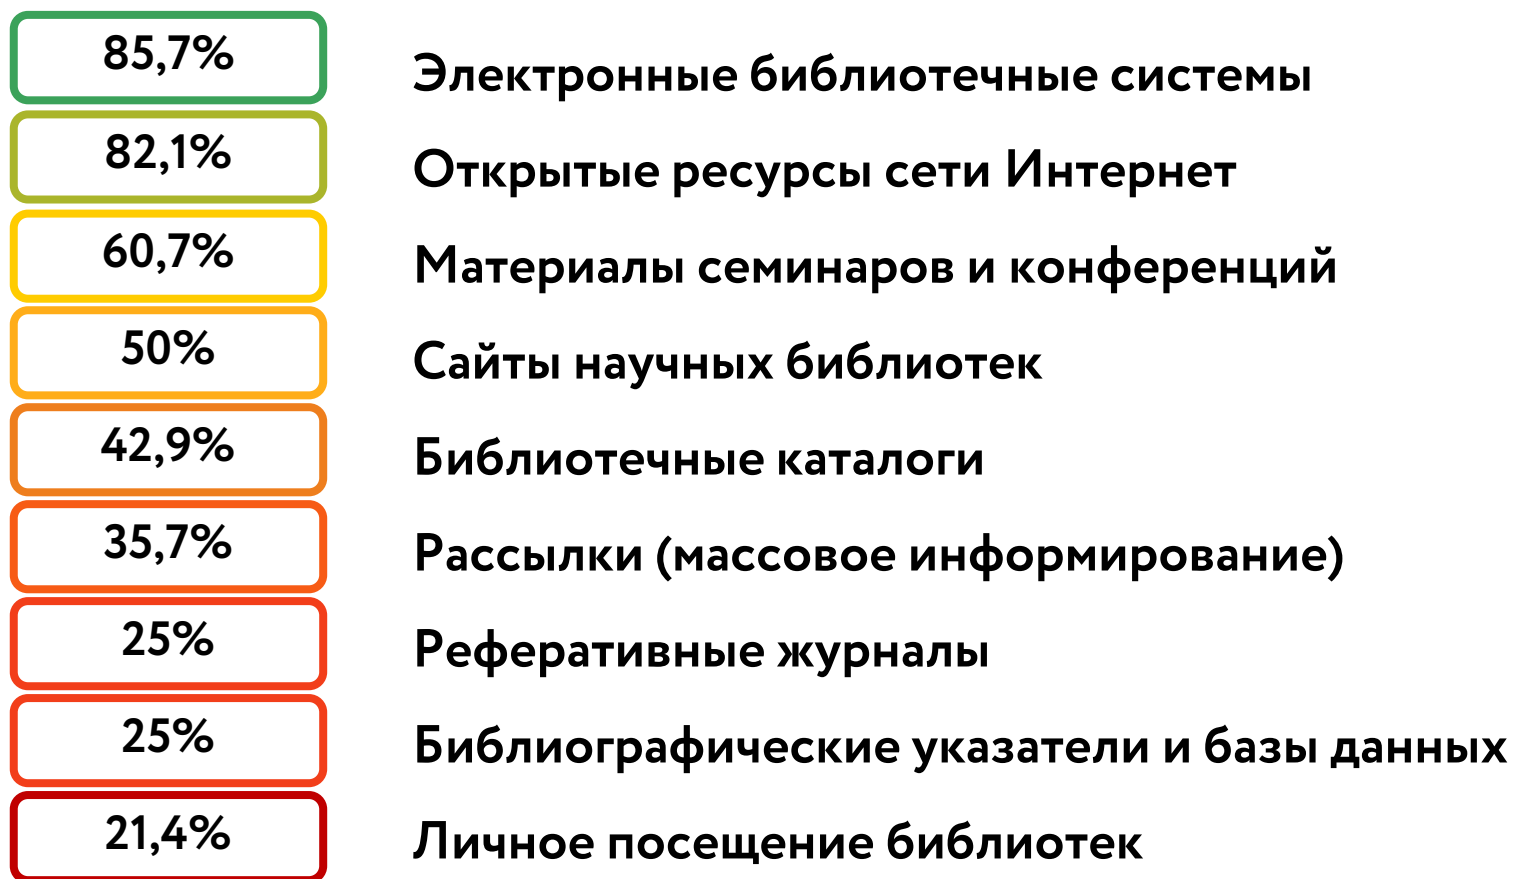 85,7% Электронные библиотечные системы
82,1% Открытые ресурсы сети Интернет
60,7% Материалы семинаров и конференций
50% Сайты научных библиотек
42,9% Библиотечные каталоги
35,7% Рассылки (массовое информирование)
25% Реферативные журналы
25% Библиографические указатели и базы данных
21,4% Личное посещение библиотек